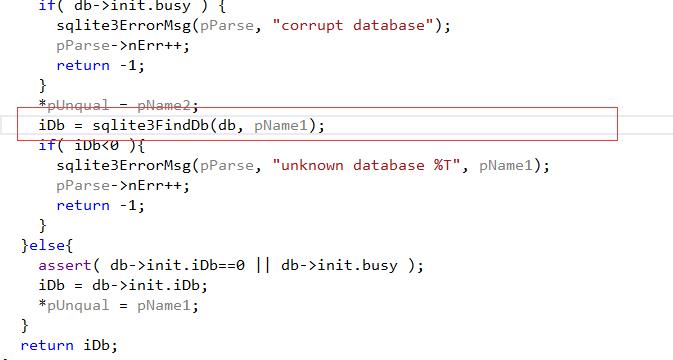 if( db->init.busy ) {
sqlite3ErrorMsg(pParse, "corrupt database");
pParse->nErr++;
return -1;
}
*pUnqual = pName2;
iDb = sqlite3FindDb(db, pName1);
if( iDb<0 ){
sqlite3ErrorMsg(pParse, "unknown database %T", pName1);
pParse->nErr++;
return -1;
}
}else{
assert( db->init.iDb==0 || db->init.busy );
iDb = db->init.iDb;
*pUnqual = pName1;
}
return iDb;